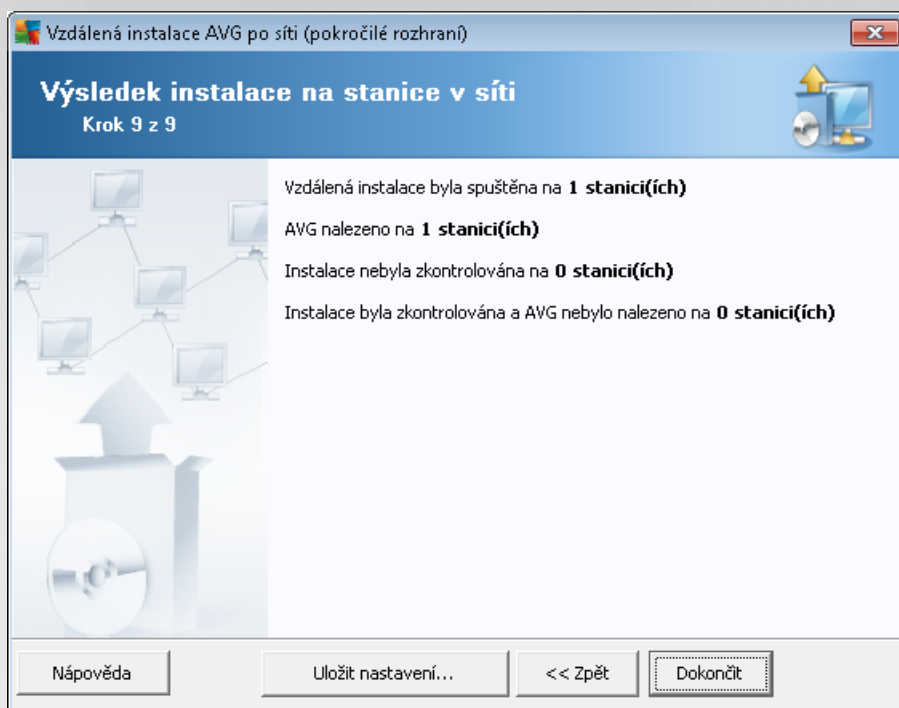 Vzdálená instalace AVG po síti (pokročilé rozhraní)
Výsledek instalace na stanice v síti
Krok 9 z 9
Vzdálená instalace byla spuštěna na 1 stanici(ích)
AVG nalezeno na 1 stanici(ích)
Instalace nebyla zkontrolována na 0 stanici(ích)
Instalace byla zkontrolována a AVG nebylo nalezeno na 0 stanici(ích)
Nápověda
Uložit nastavení...
<< Zpět
Dokončit